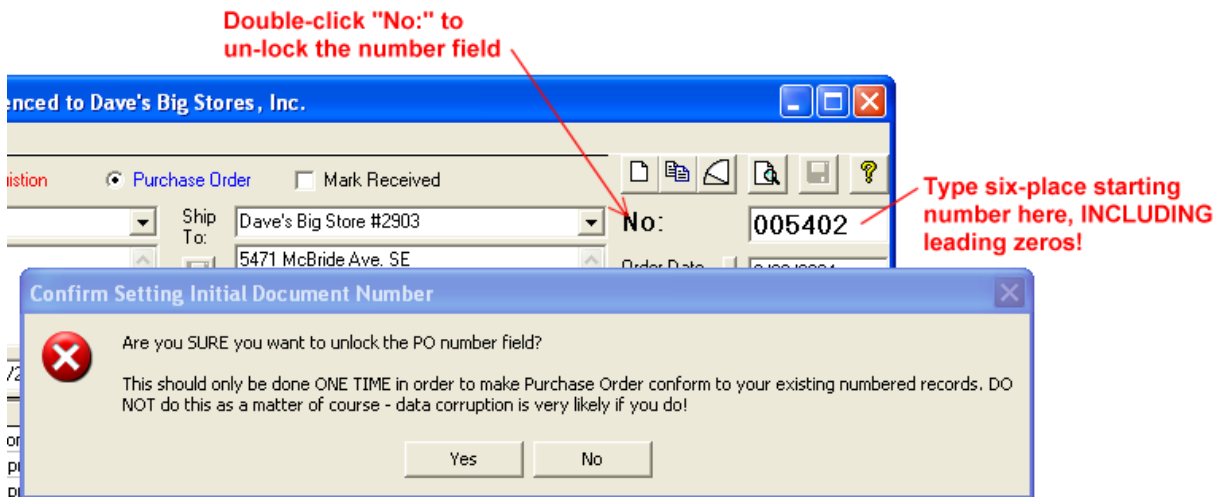 Double-click "No:" to
un-lock the number field
enced to Dave's Big Stores, Inc.
uistion Purchase Order Mark Received
Ship
To:
Dave's Big Store #2903
No:
005402
Type six-place starting
number here, INCLUDING
leading zeros!
5471 McBride Ave. SE
Order Date
Confirm Setting Initial Document Number
Are you SURE you want to unlock the PO number field?
This should only be done ONE TIME in order to make Purchase Order conform to your existing numbered records. DO
NOT do this as a matter of course - data corruption is very likely if you do!
Yes No